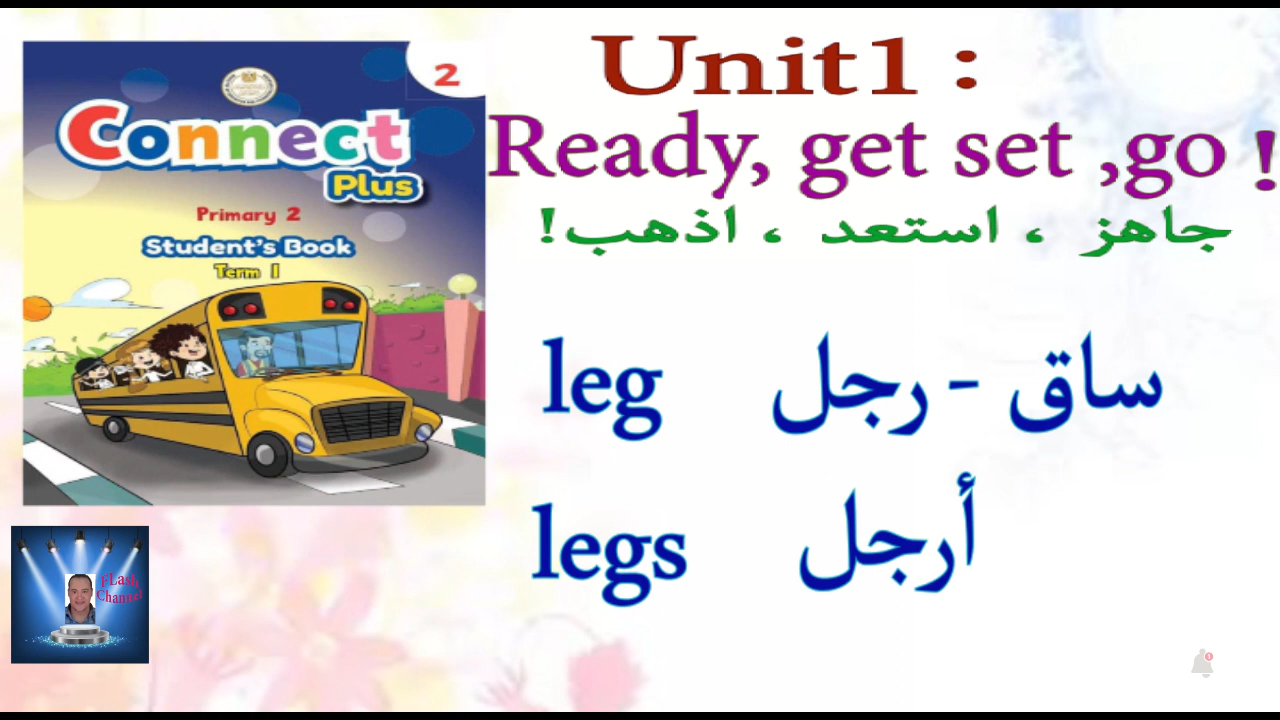 2
Connect
Plus
Primary 2
Student's Book
Term 1
Unit1 :
Ready, get set ,go !
جاهز ، استعد ، اذهب!
leg ساق - رجل
legs أرجل
FLash
Channel